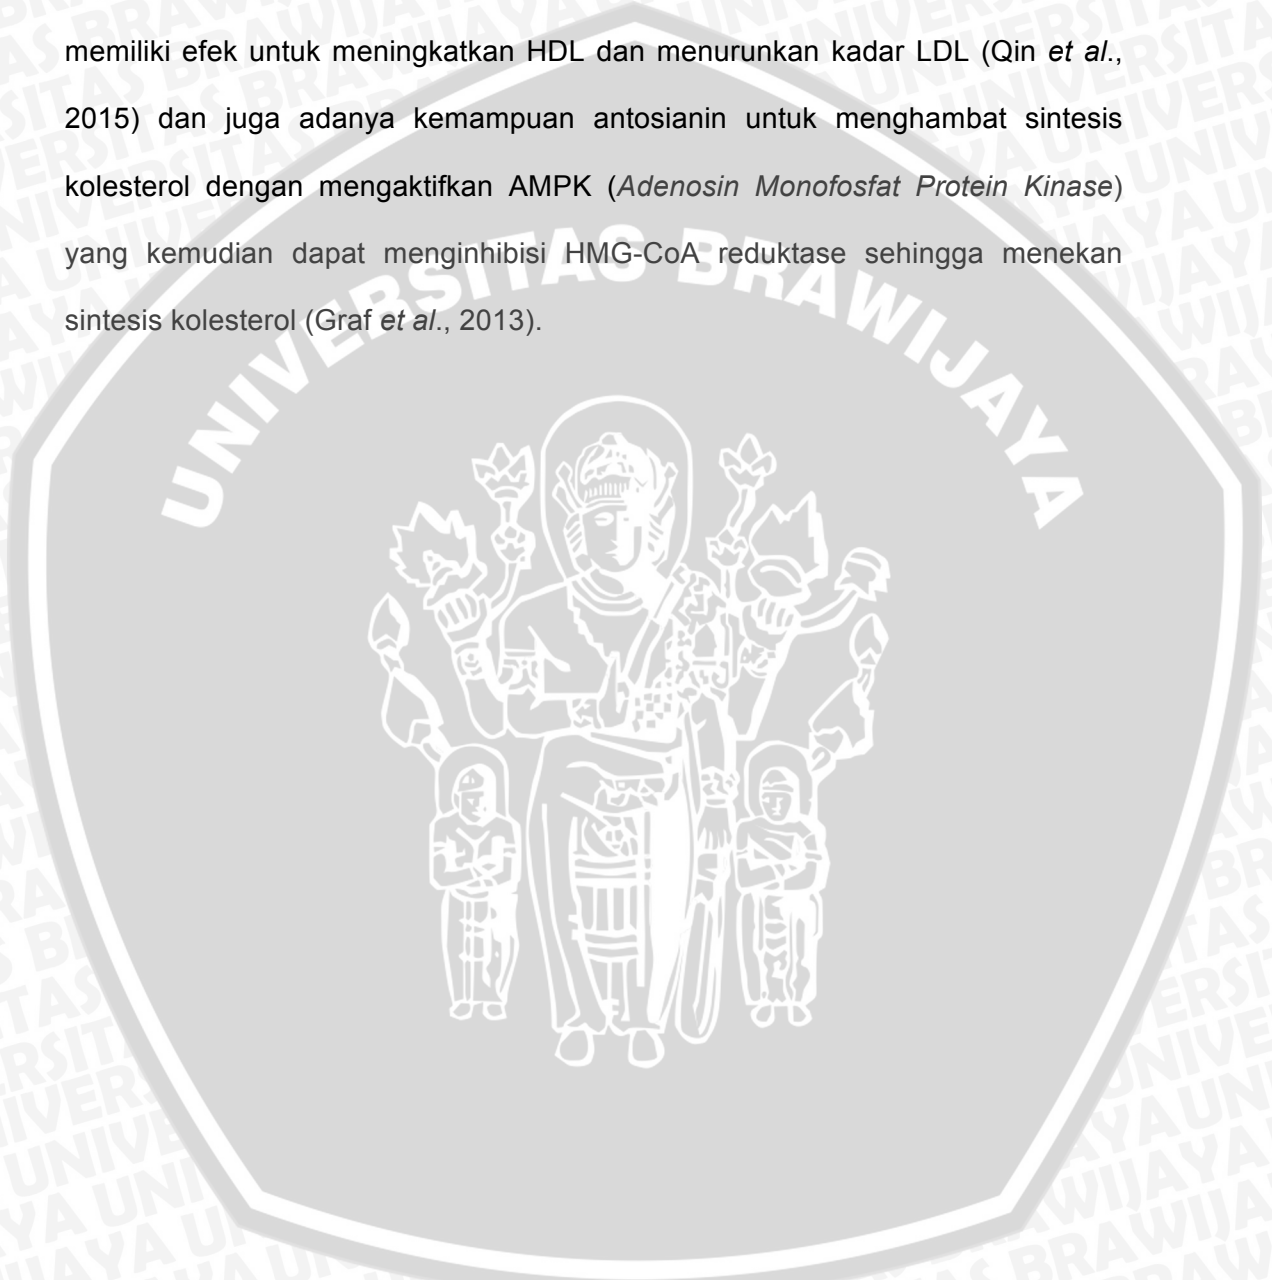 memiliki efek untuk meningkatkan HDL dan menurunkan kadar LDL (Qin et al.,
2015) dan juga adanya kemampuan antosianin untuk menghambat sintesis
kolesterol dengan mengaktifkan AMPK (Adenosin Monofosfat Protein Kinase)
yang kemudian dapat menginhibisi HMG-CoA reduktase sehingga menekan
sintesis kolesterol (Graf et al., 2013).
UNIVERSITAS BRAWIJAYA